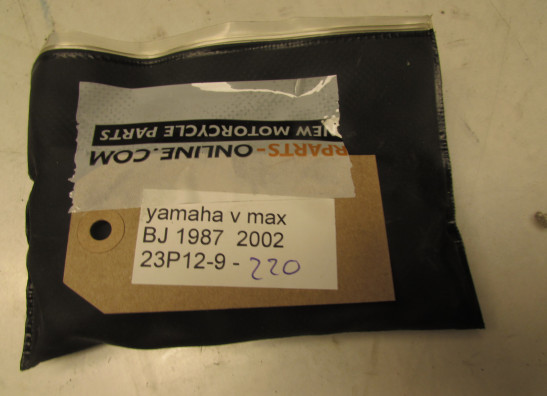 NEW MOTORCYCLE PARTS
RPARTS-ONLINE.COM
yamaha v max
BJ 1987 2002
23P12-9 - 220